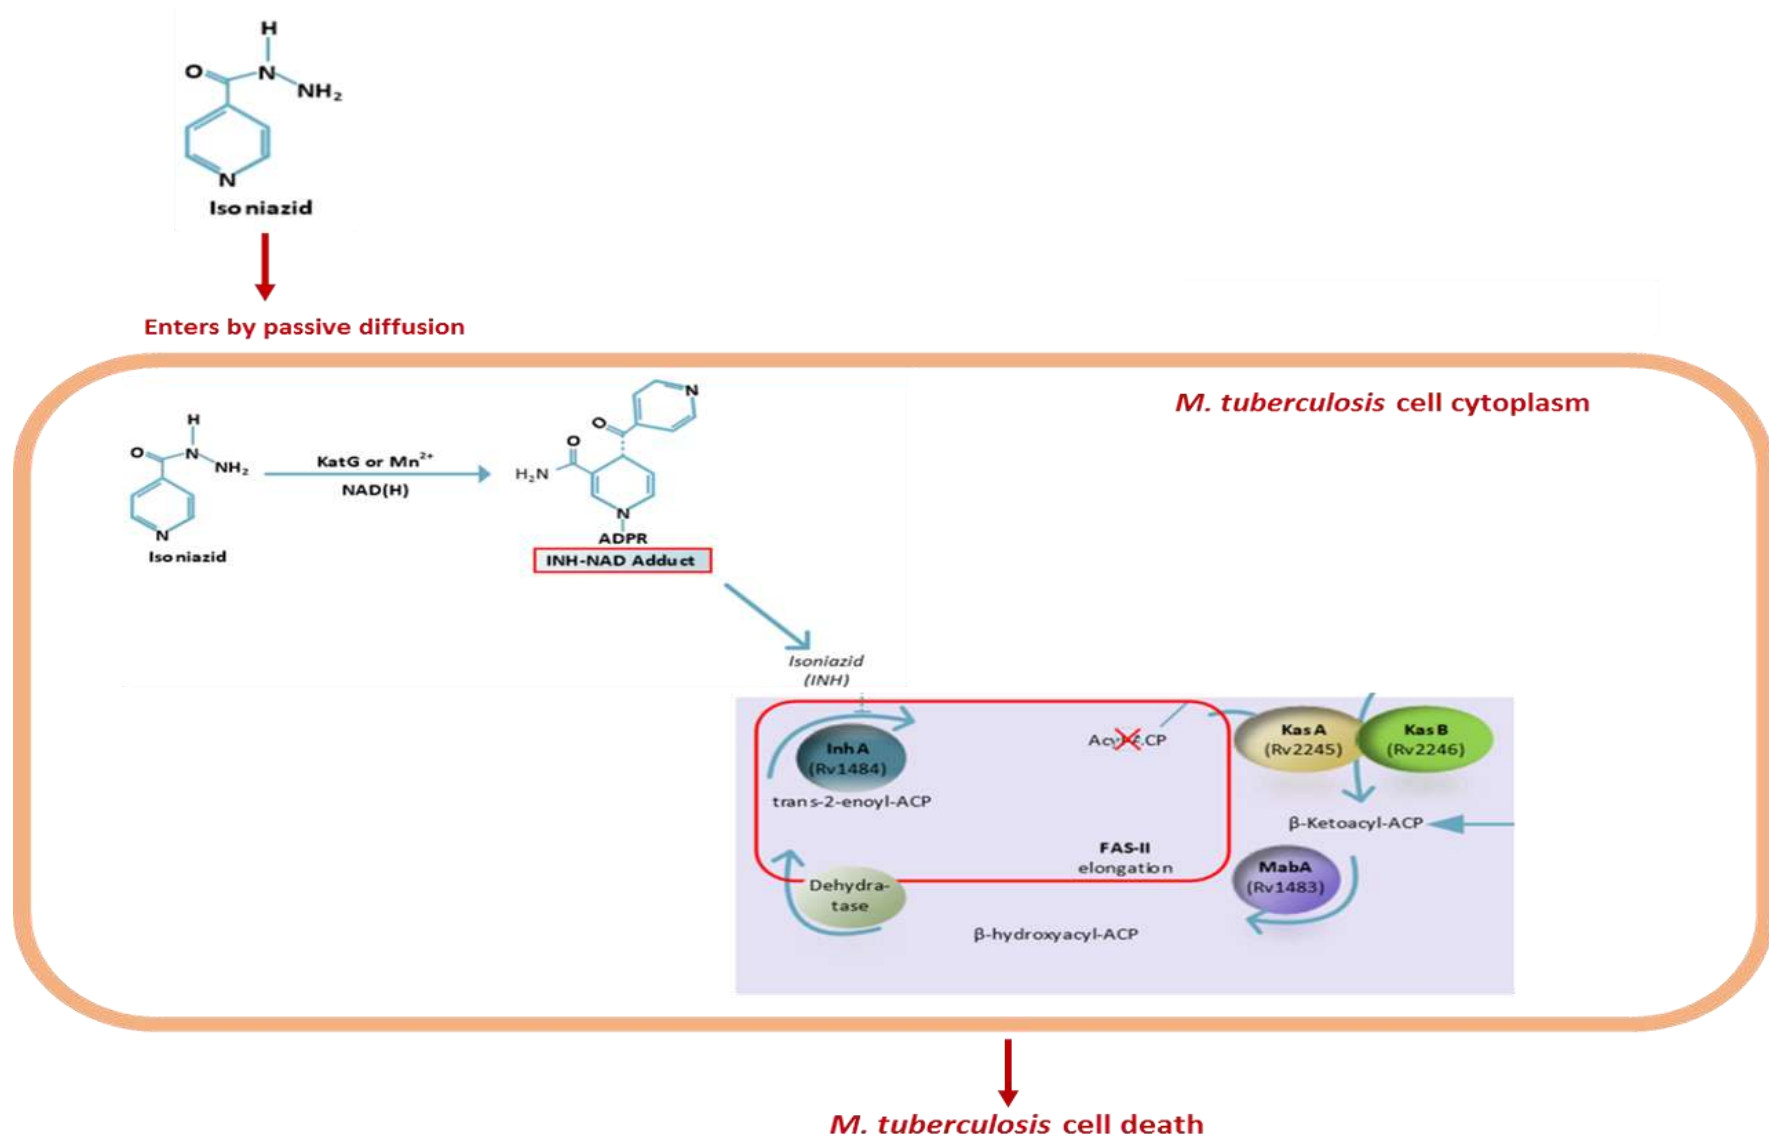 H
O
N
NH2
N
Isoniazid
Enters by passive diffusion
M. tuberculosis cell cytoplasm
H
O
N
NH2
N
Isoniazid
KatG or Mn2+
NAD(H)
N
O
O
H2N
N
ADPR
INH-NAD Adduct
Isoniazid
(INH)
InhA
(Rv1484)
trans-2-enoyl-ACP
KasA
(Rv2245)
KasB
(Rv2246)
β-Ketoacyl-ACP
FAS-II
elongation
MabA
(Rv1483)
Dehydra-
tase
β-hydroxyacyl-ACP
M. tuberculosis cell death